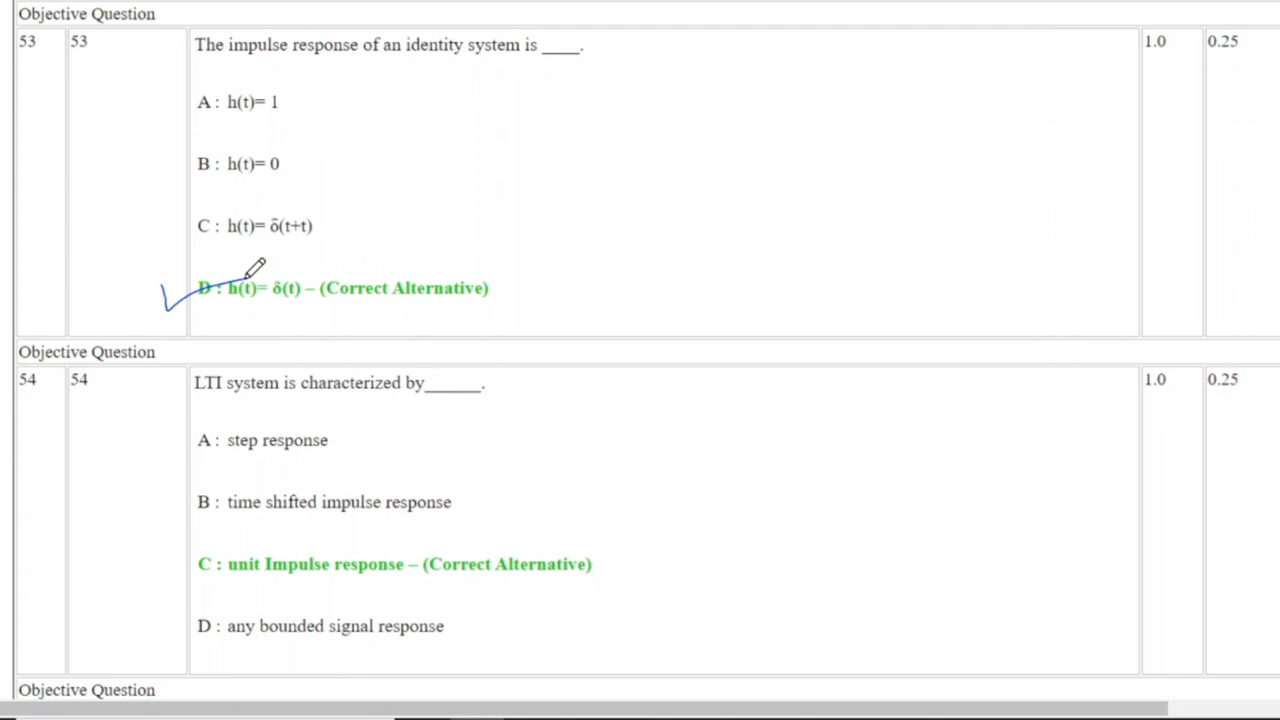 Objective Question
53 53 The impulse response of an identity system is ____. 1.0 0.25
A : h(t)= 1
B : h(t)= 0
C : h(t)= δ(t+t)
D : h(t)= δ(t) – (Correct Alternative)
Objective Question
54 54 LTI system is characterized by______. 1.0 0.25
A : step response
B : time shifted impulse response
C : unit Impulse response – (Correct Alternative)
D : any bounded signal response
Objective Question